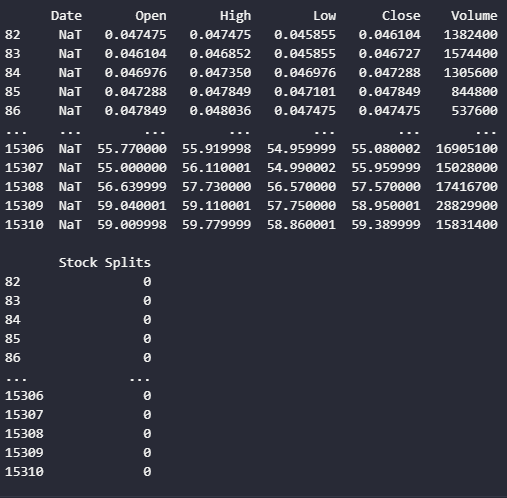 Date Open High Low Close Volume
82 NaT 0.047475 0.047475 0.045855 0.046104 1382400
83 NaT 0.046104 0.046852 0.045855 0.046727 1574400
84 NaT 0.046976 0.047350 0.046976 0.047288 1305600
85 NaT 0.047288 0.047849 0.047101 0.047849 844800
86 NaT 0.047849 0.048036 0.047475 0.047475 537600
... ... ... ... ... ... ...
15306 NaT 55.770000 55.919998 54.959999 55.080002 16905100
15307 NaT 55.000000 56.110001 54.990002 55.959999 15028000
15308 NaT 56.639999 57.730000 56.570000 57.570000 17416700
15309 NaT 59.040001 59.110001 57.750000 58.950001 28829900
15310 NaT 59.009998 59.779999 58.860001 59.389999 15831400
Stock Splits
82 0
83 0
84 0
85 0
86 0
... ...
15306 0
15307 0
15308 0
15309 0
15310 0